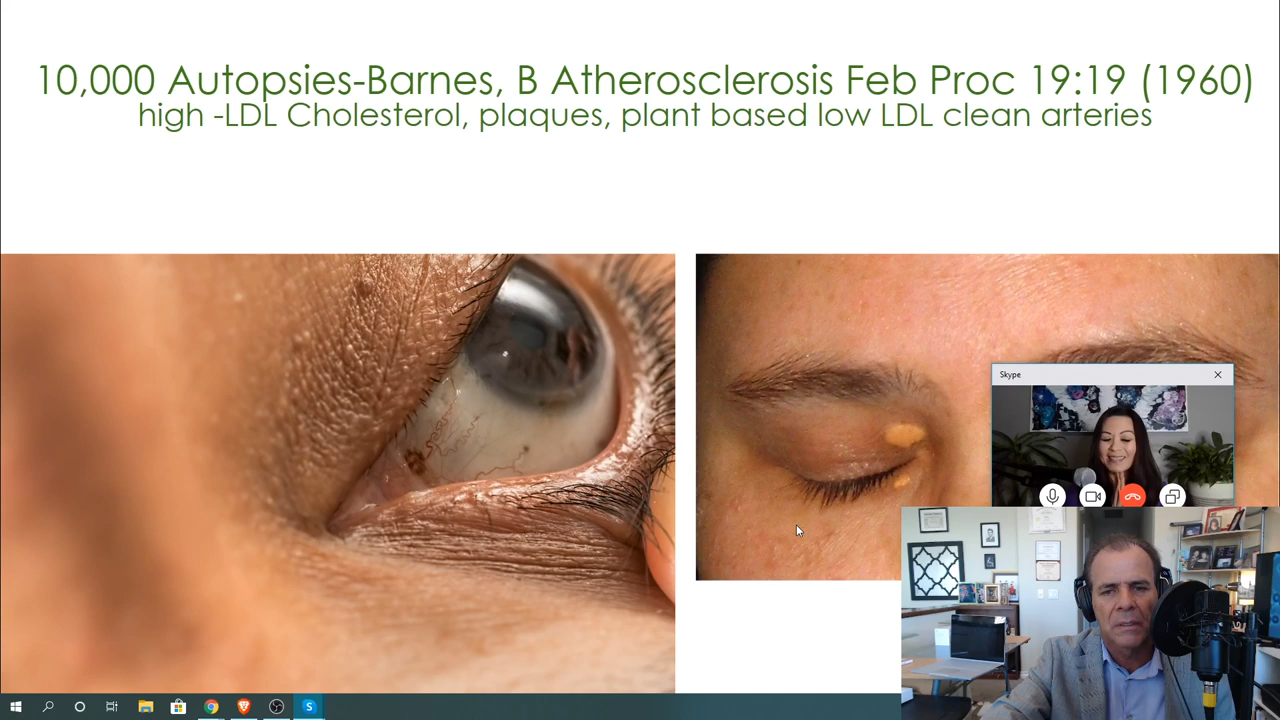 10,000 Autopsies-Barnes, B Atherosclerosis Feb Proc 19:19 (1960)
high -LDL Cholesterol, plaques, plant based low LDL clean arteries
Skype